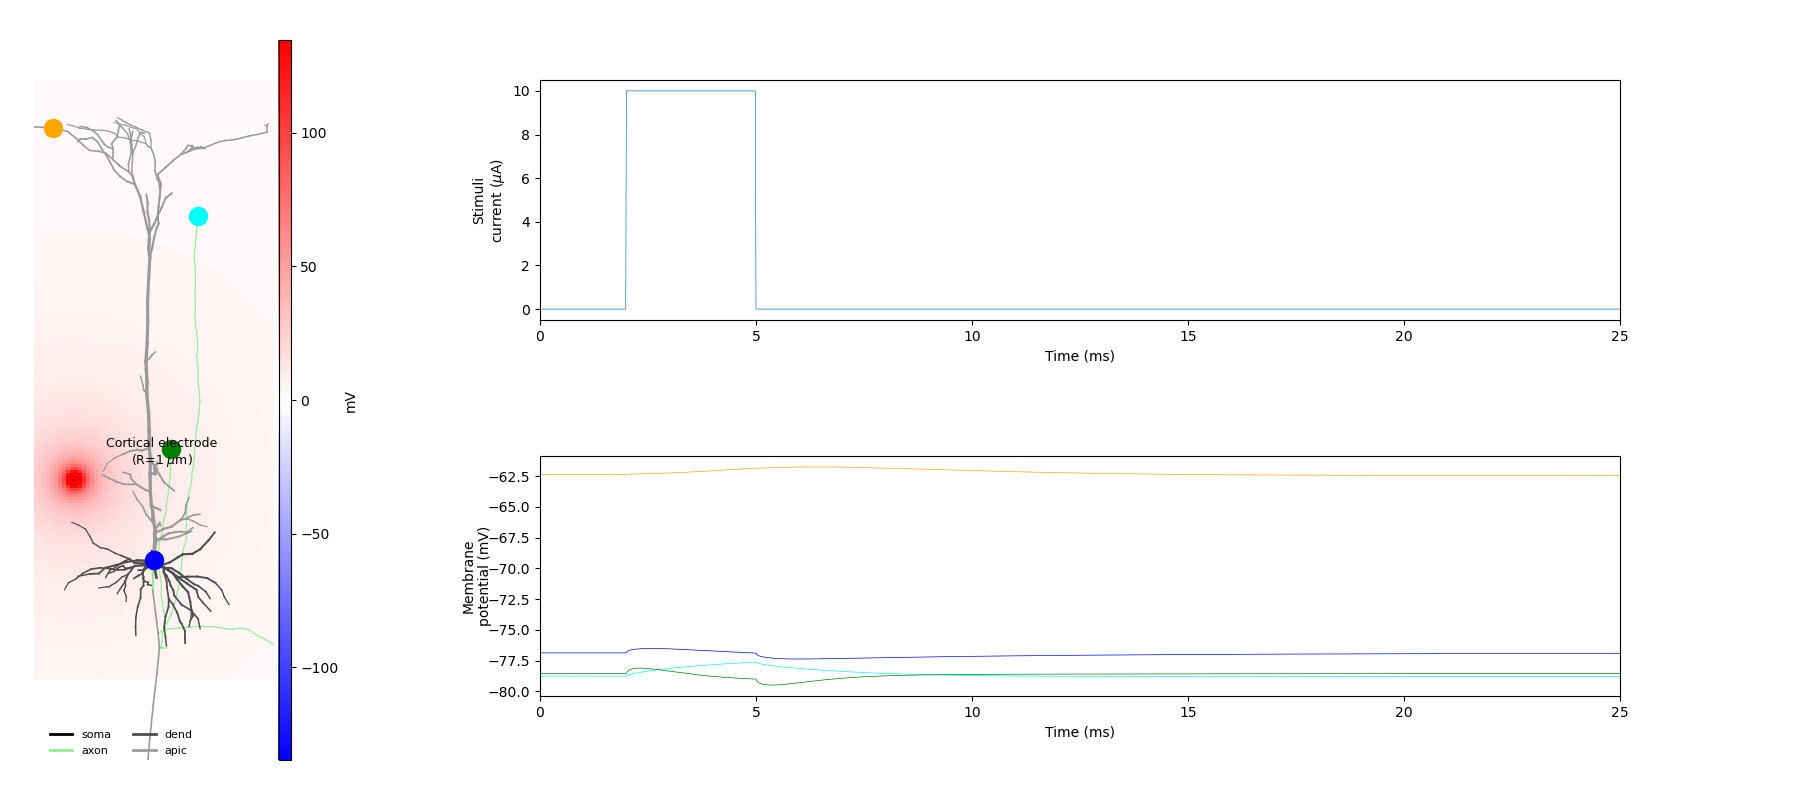 100
50
0
−50
−100
mV
Cortical electrode
(R=1 μm)
soma
axon
dend
apic
10
8
6
4
2
0
Stimuli
current (μA)
0
5
10
15
20
25
Time (ms)
−62.5
−65.0
−67.5
−70.0
−72.5
−75.0
−77.5
−80.0
Membrane
potential (mV)
0
5
10
15
20
25
Time (ms)